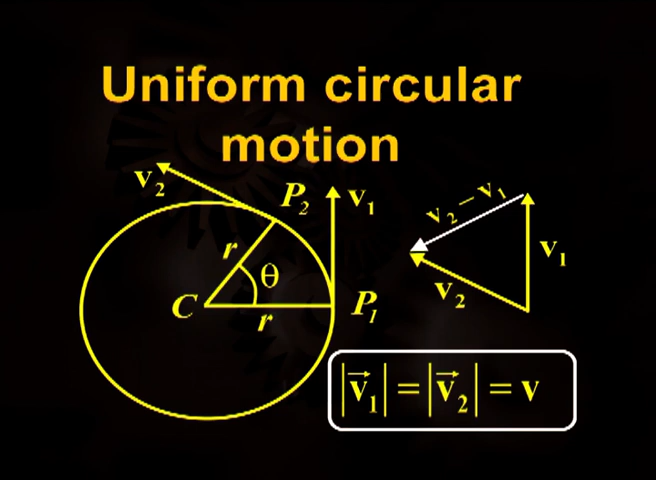 Uniform circular
motion
v₂
P₂
v₁
r
θ
C
r
P₁
v₂ – v₁
v₁
v₂
|v⃗₁| = |v⃗₂| = v